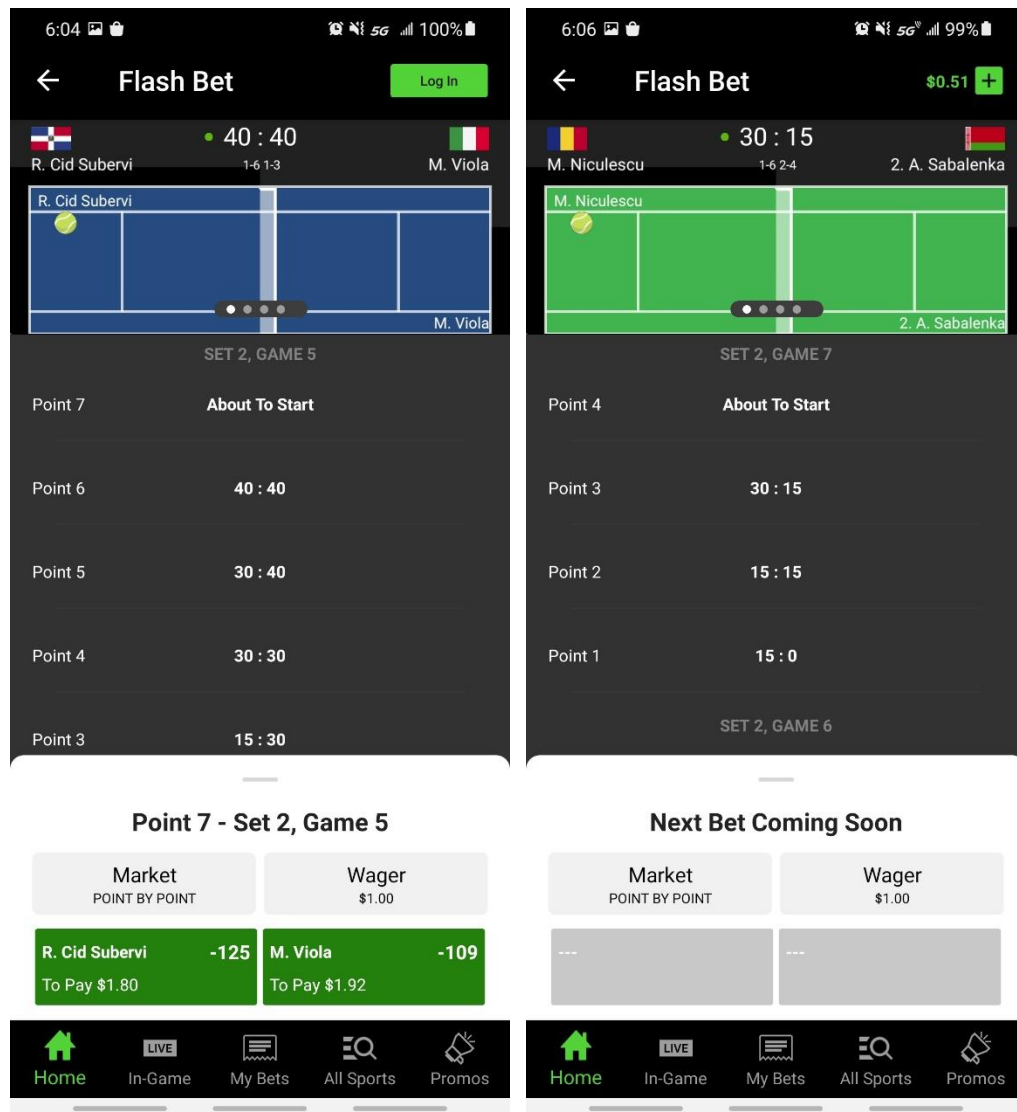 6:04 5G 100%
Flash Bet Log In
40 : 40
R. Cid Subervi 1-6 1-3 M. Viola
R. Cid Subervi
M. Viola
SET 2, GAME 5
Point 7 About To Start
Point 6 40 : 40
Point 5 30 : 40
Point 4 30 : 30
Point 3 15 : 30
Point 7 - Set 2, Game 5
Market Wager
POINT BY POINT $1.00
R. Cid Subervi -125 M. Viola -109
To Pay $1.80 To Pay $1.92
LIVE
Home In-Game My Bets All Sports Promos
6:06 5G 99%
Flash Bet $0.51 +
30 : 15
M. Niculescu 1-6 2-4 2. A. Sabalenka
M. Niculescu
2. A. Sabalenka
SET 2, GAME 7
Point 4 About To Start
Point 3 30 : 15
Point 2 15 : 15
Point 1 15 : 0
SET 2, GAME 6
Next Bet Coming Soon
Market Wager
POINT BY POINT $1.00
--- ---
LIVE
Home In-Game My Bets All Sports Promos